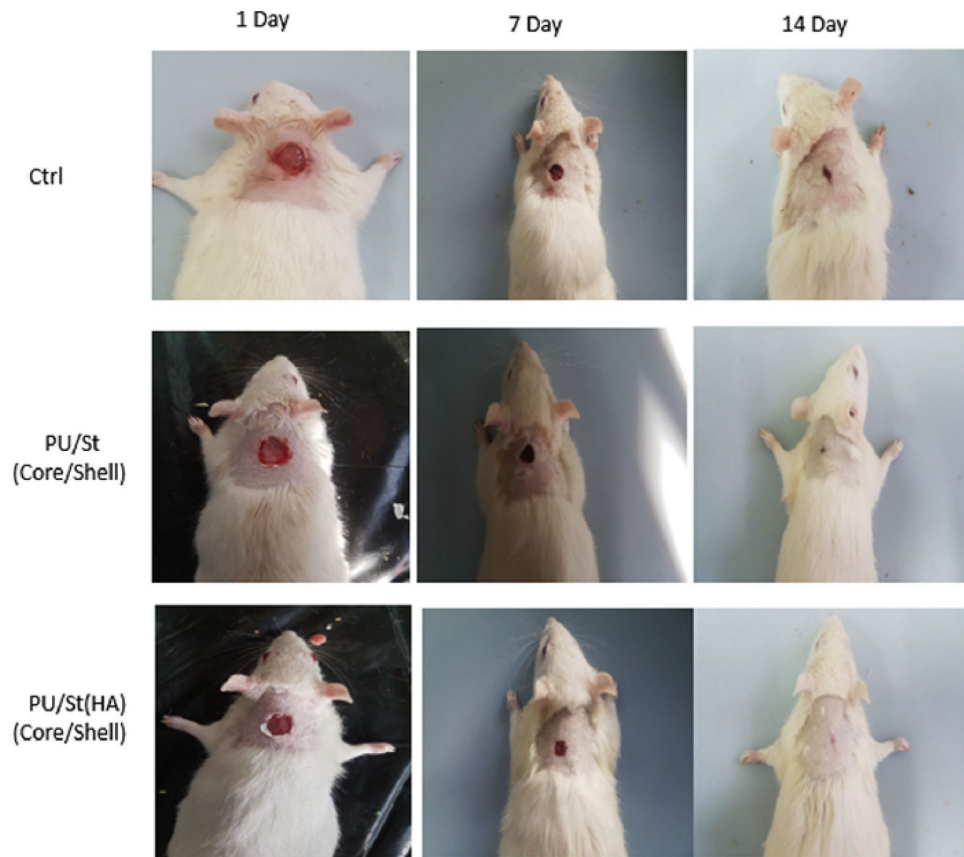 1 Day
7 Day
14 Day
Ctrl
PU/St
(Core/Shell)
PU/St(HA)
(Core/Shell)